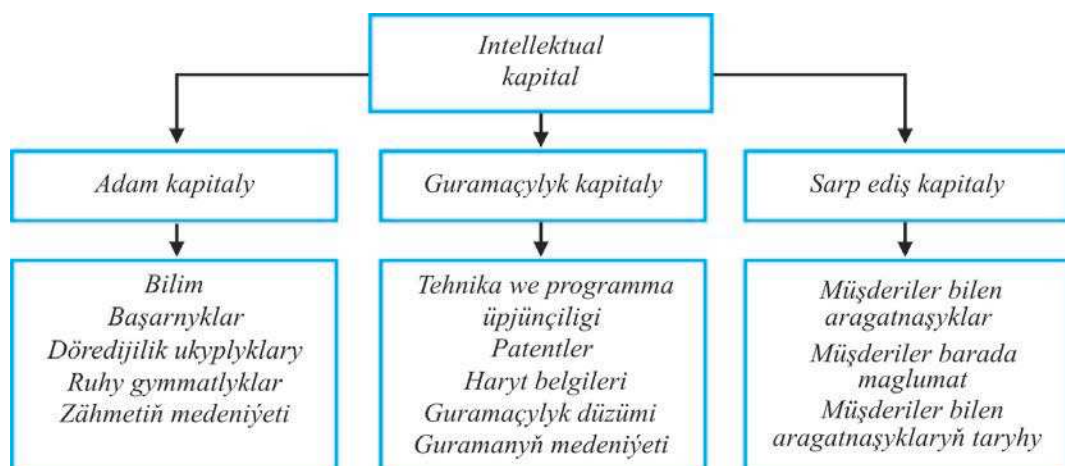 Intellektual
kapital
Adam kapitaly
Guramaçylyk kapitaly
Sarp ediş kapitaly
Bilim
Başarnyklar
Döredijilik ukyplyklary
Ruhy gymmatlyklar
Zähmetiň medeniýeti
Tehnika we programma
üpjünçiligi
Patentler
Haryt belgileri
Guramaçylyk düzümi
Guramanyň medeniýeti
Müşderiler bilen
aragatnaşyklar
Müşderiler barada
maglumat
Müşderiler bilen
aragatnaşyklaryň taryhy